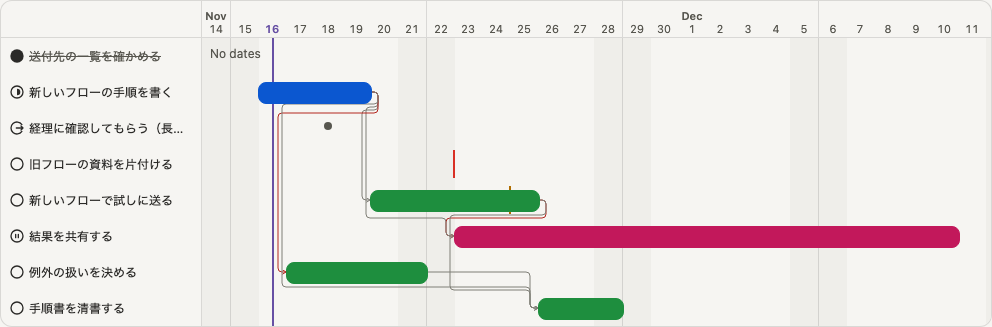 Nov
Dec
14 15 16 17 18 19 20 21 22 23 24 25 26 27 28 29 30 1 2 3 4 5 6 7 8 9 10 11
送付先の一覧を確かめる
No dates
新しいフローの手順を書く
経理に確認してもらう（長...
旧フローの資料を片付ける
新しいフローで試しに送る
結果を共有する
例外の扱いを決める
手順書を清書する